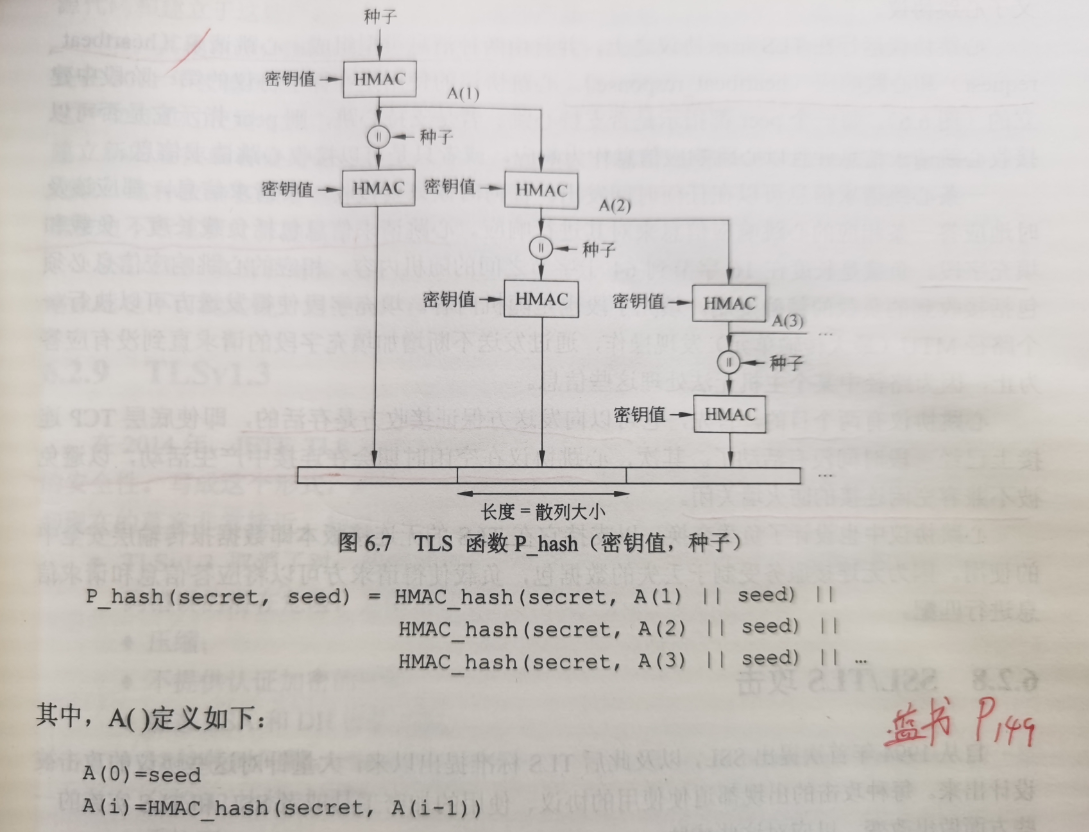 种子
密钥值 HMAC
A(1)
|| 种子
密钥值 HMAC 密钥值 HMAC
A(2)
|| 种子
密钥值 HMAC 密钥值 HMAC
A(3) ...
|| 种子
密钥值 HMAC
...
长度 = 散列大小
图 6.7 TLS 函数 P_hash（密钥值，种子）
P_hash(secret, seed) = HMAC_hash(secret, A(1) || seed) ||
HMAC_hash(secret, A(2) || seed) ||
HMAC_hash(secret, A(3) || seed) || …
其中，A( )定义如下：
蓝书 P149
A(0)=seed
A(i)=HMAC_hash(secret, A(i-1))